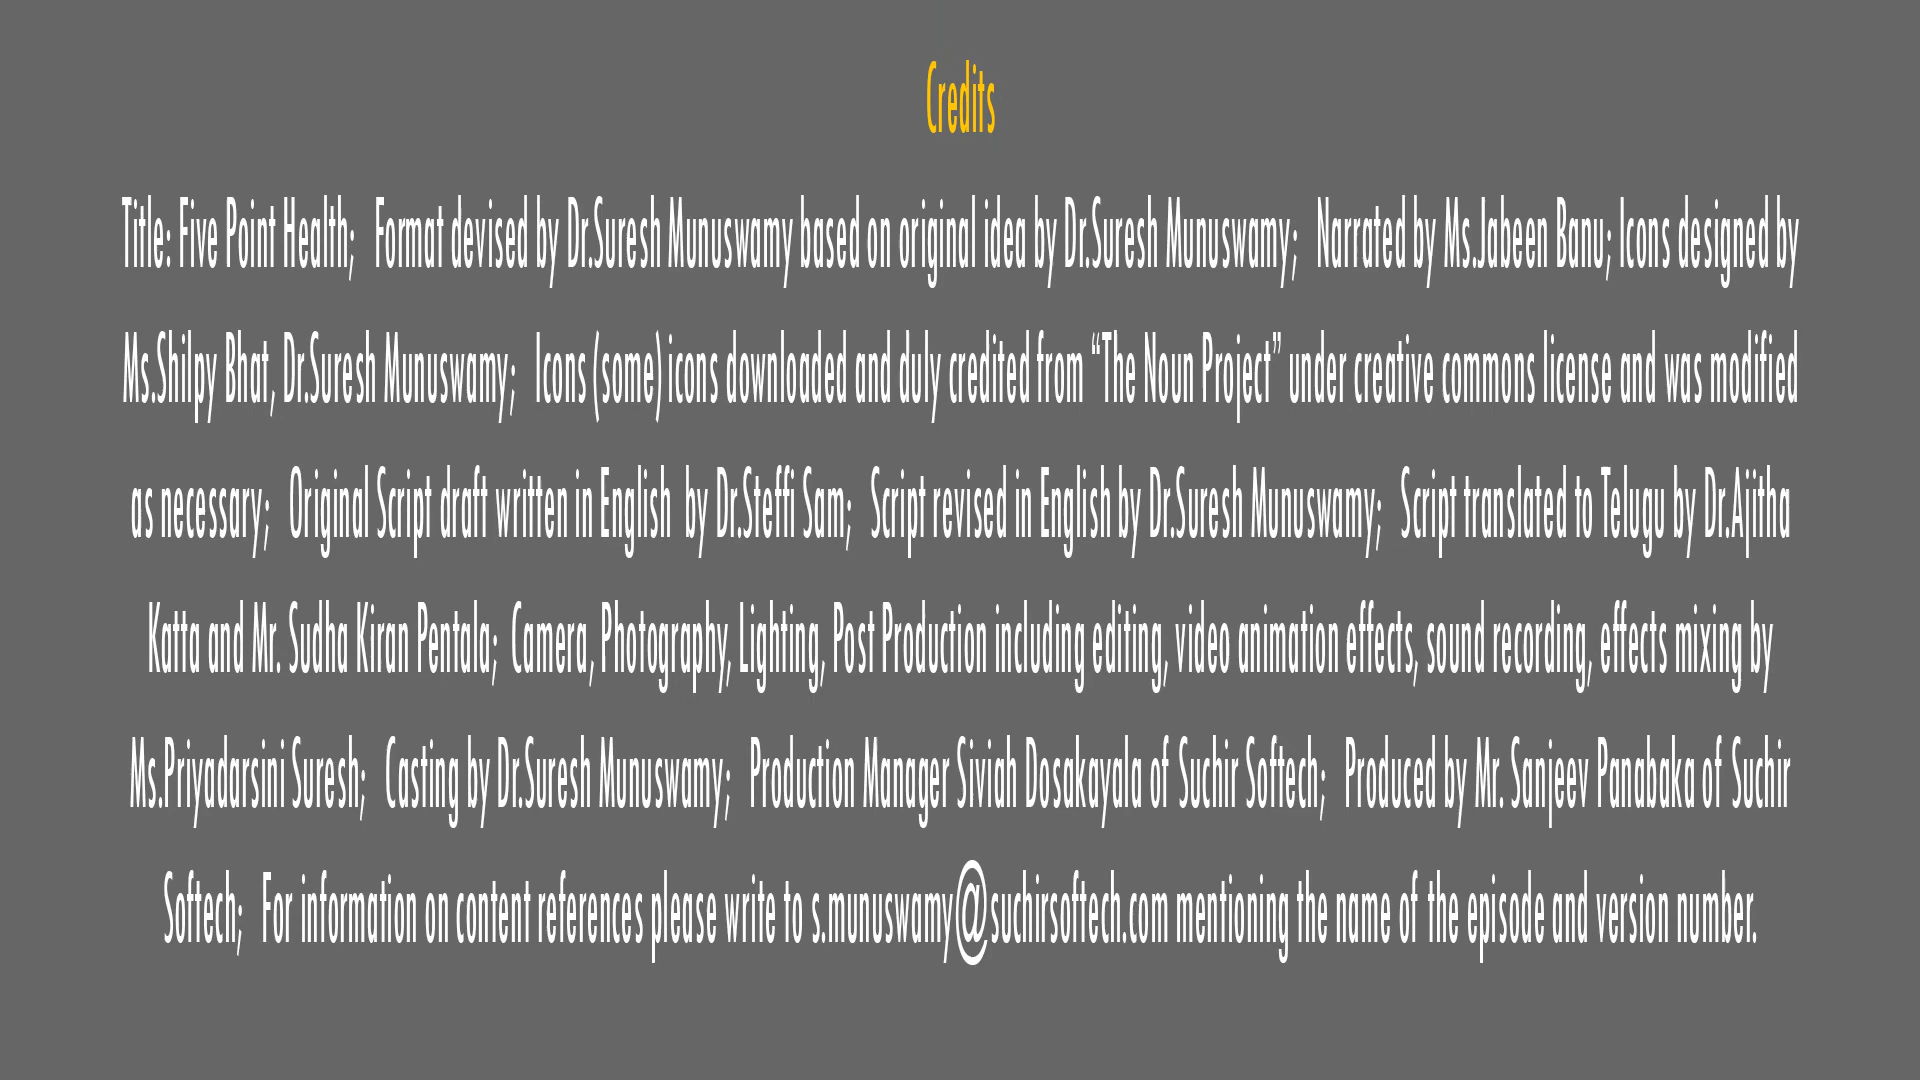 Credits
Title: Five Point Health;   Format devised by Dr.Suresh Munuswamy based on original idea by Dr.Suresh Munuswamy;   Narrated by Ms.Jabeen Banu; Icons designed by
Ms.Shilpy Bhat, Dr.Suresh Munuswamy;   Icons (some) icons downloaded and duly credited from “The Noun Project” under creative commons license and was modified
as necessary;   Original Script draft written in English  by Dr.Steffi Sam;   Script revised in English by Dr.Suresh Munuswamy;   Script translated to Telugu by Dr.Ajitha
Katta and Mr. Sudha Kiran Pentala;  Camera, Photography, Lighting, Post Production including editing, video animation effects, sound recording, effects mixing by
Ms.Priyadarsini Suresh;   Casting by Dr.Suresh Munuswamy;   Production Manager Siviah Dosakayala of Suchir Softech;   Produced by Mr. Sanjeev Panabaka of Suchir
Softech;   For information on content references please write to s.munuswamy@suchirsoftech.com mentioning the name of the episode and version number.